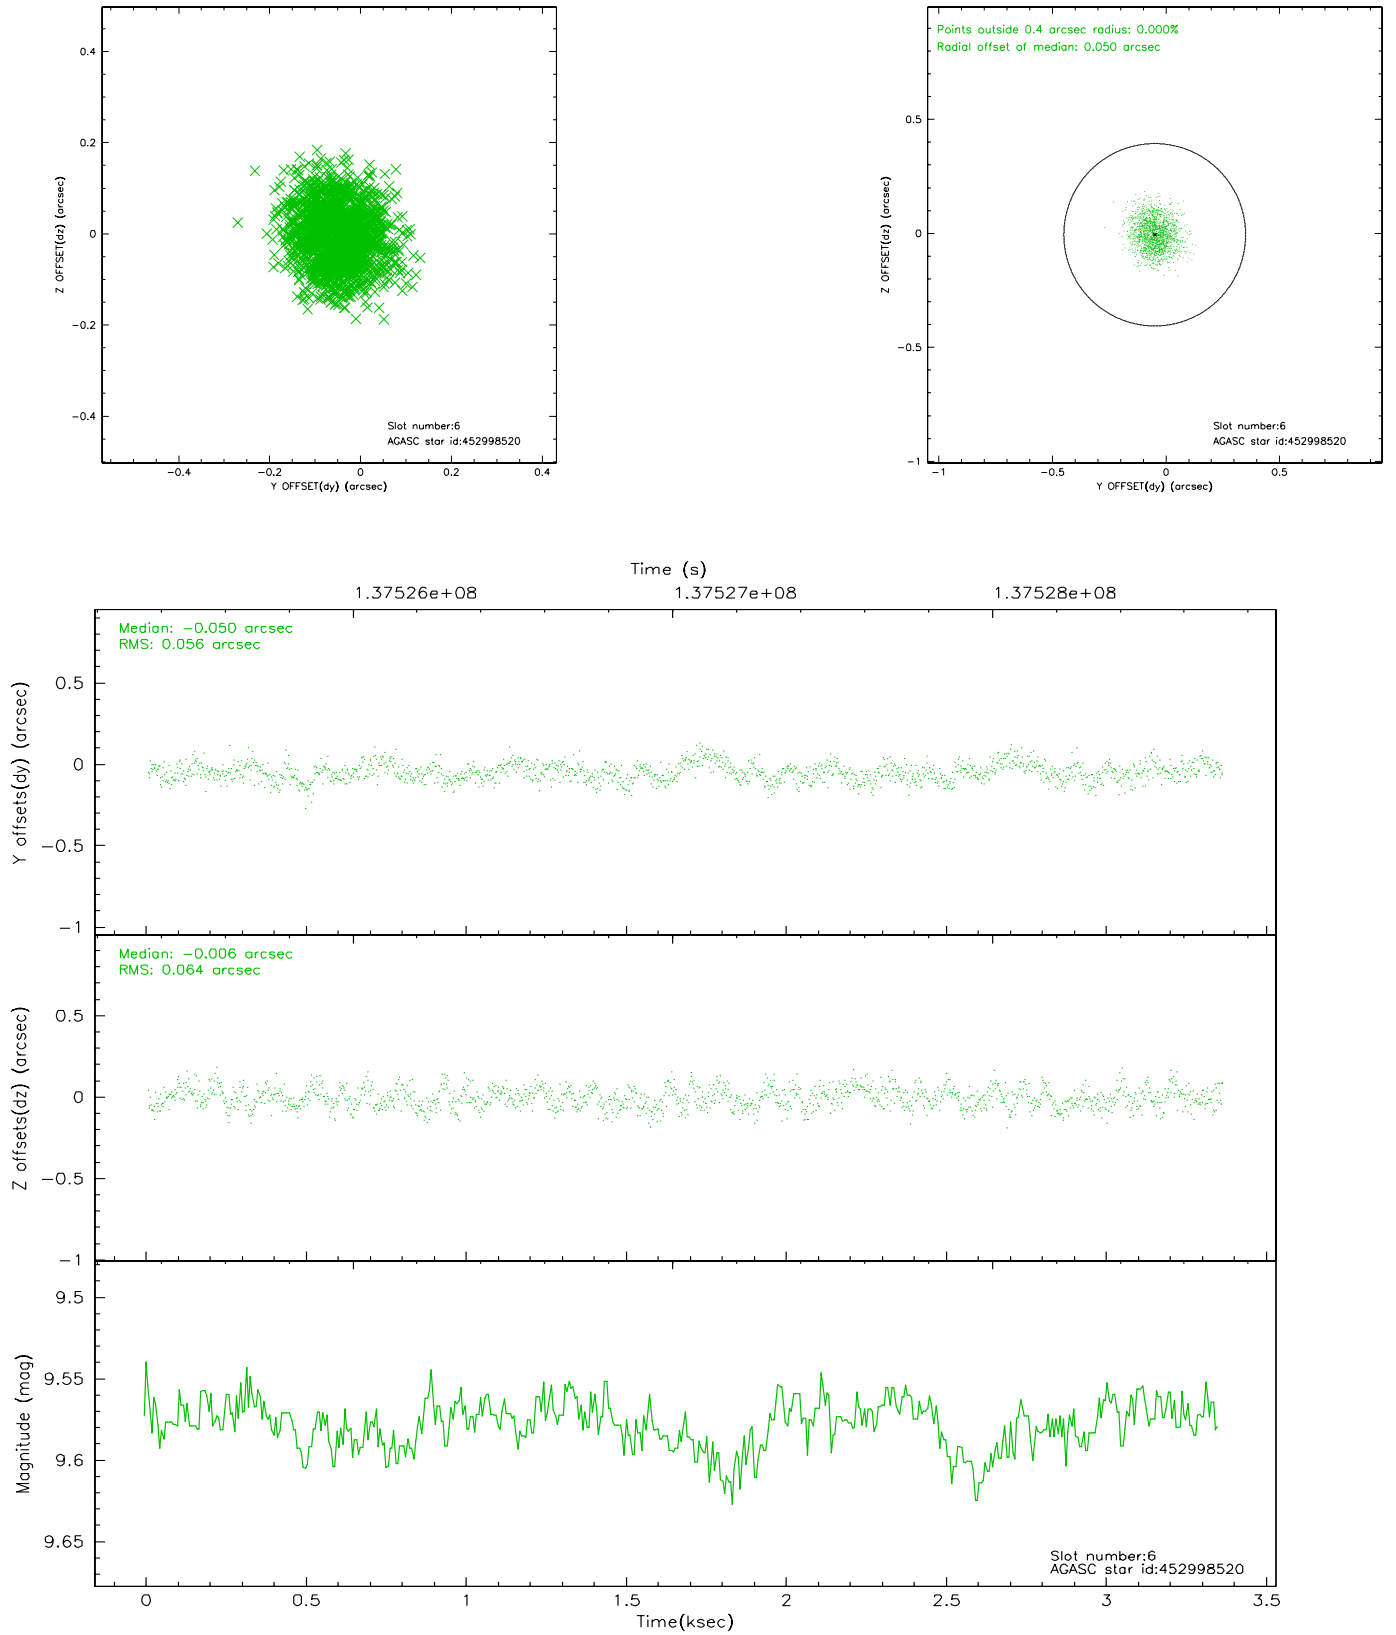 0.4
0.2
0
−0.2
−0.4
Z OFFSET(dz) (arcsec)
Slot number:6
AGASC star id:452998520
−0.4 −0.2 0 0.2 0.4
Y OFFSET(dy) (arcsec)
Points outside 0.4 arcsec radius: 0.000%
Radial offset of median: 0.050 arcsec
0.5
0
−0.5
−1
Z OFFSET(dz) (arcsec)
Slot number:6
AGASC star id:452998520
−1 −0.5 0 0.5
Y OFFSET(dy) (arcsec)
Time (s)
1.37526e+08 1.37527e+08 1.37528e+08
Median: −0.050 arcsec
RMS: 0.056 arcsec
0.5
0
−0.5
−1
Y offsets(dy) (arcsec)
Median: −0.006 arcsec
RMS: 0.064 arcsec
0.5
0
−0.5
−1
Z offsets(dz) (arcsec)
9.5
9.55
9.6
9.65
Magnitude (mag)
Slot number:6
AGASC star id:452998520
0 0.5 1 1.5 2 2.5 3 3.5
Time(ksec)